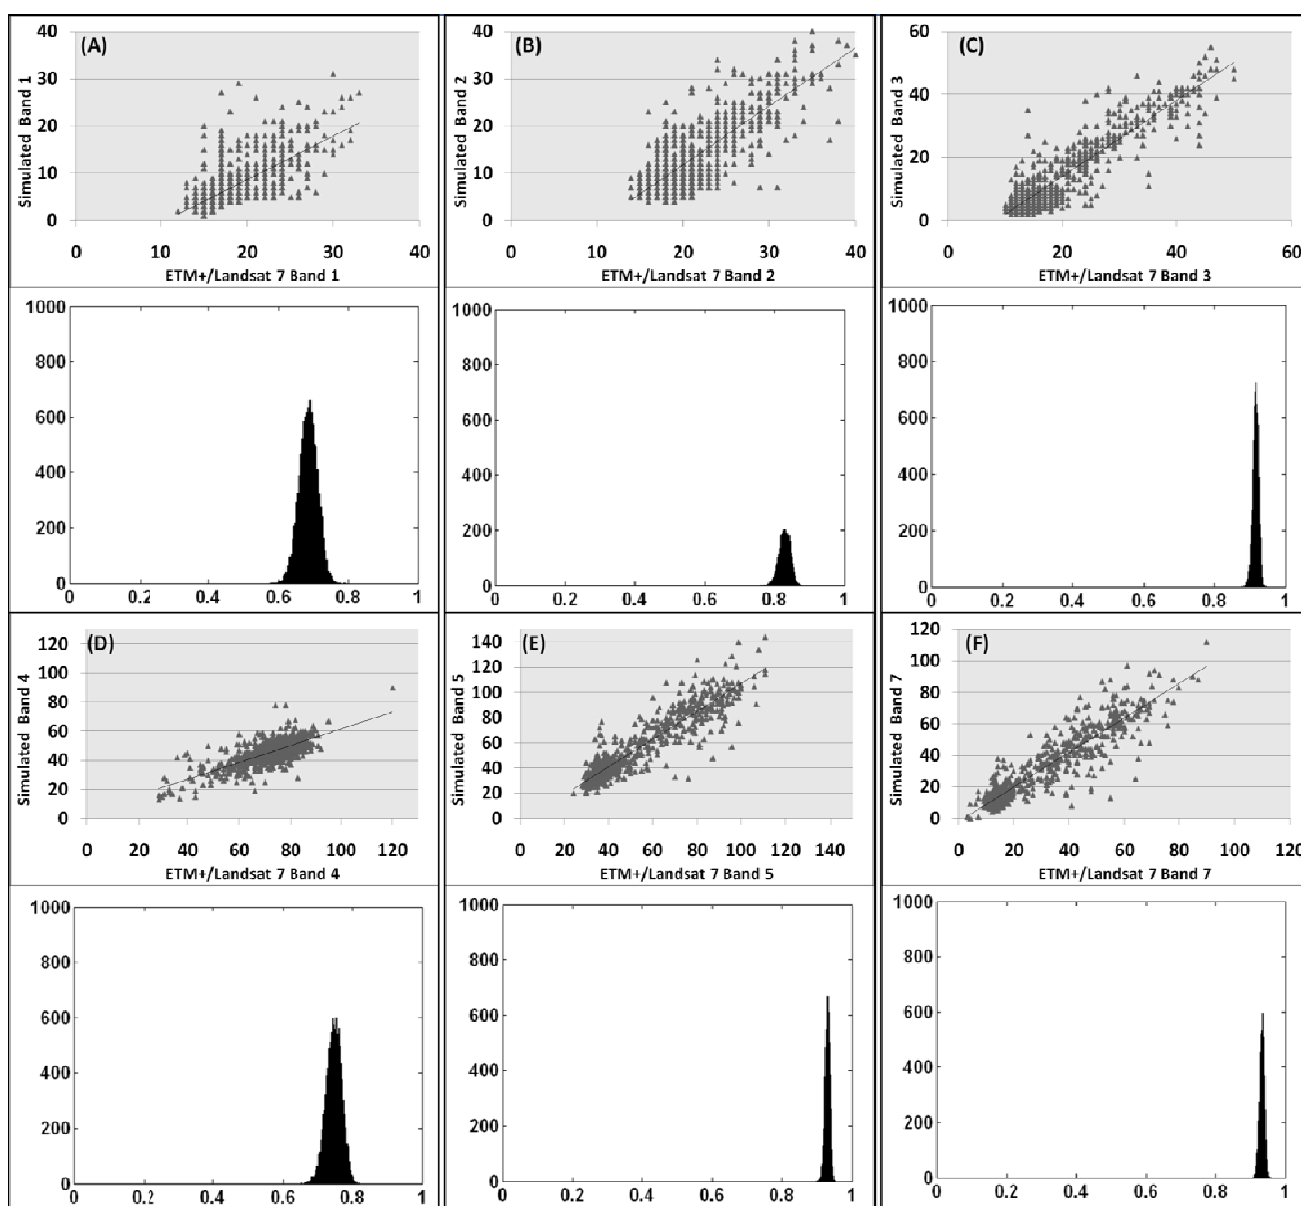 (A)
Simulated Band 1
40
30
20
10
0
0 10 20 30 40
ETM+/Landsat 7 Band 1
(B)
Simulated Band 2
40
30
20
10
0
0 10 20 30 40
ETM+/Landsat 7 Band 2
(C)
Simulated Band 3
60
40
20
0
0 20 40 60
ETM+/Landsat 7 Band 3
1000
800
600
400
200
0
0 0.2 0.4 0.6 0.8 1
1000
800
600
400
200
0
0 0.2 0.4 0.6 0.8 1
1000
800
600
400
200
0
0 0.2 0.4 0.6 0.8 1
(D)
Simulated Band 4
120
100
80
60
40
20
0
0 20 40 60 80 100 120
ETM+/Landsat 7 Band 4
(E)
Simulated Band 5
140
120
100
80
60
40
20
0
0 20 40 60 80 100 120 140
ETM+/Landsat 7 Band 5
(F)
Simulated Band 7
120
100
80
60
40
20
0
0 20 40 60 80 100 120
ETM+/Landsat 7 Band 7
1000
800
600
400
200
0
0 0.2 0.4 0.6 0.8 1
1000
800
600
400
200
0
0 0.2 0.4 0.6 0.8 1
1000
800
600
400
200
0
0 0.2 0.4 0.6 0.8 1